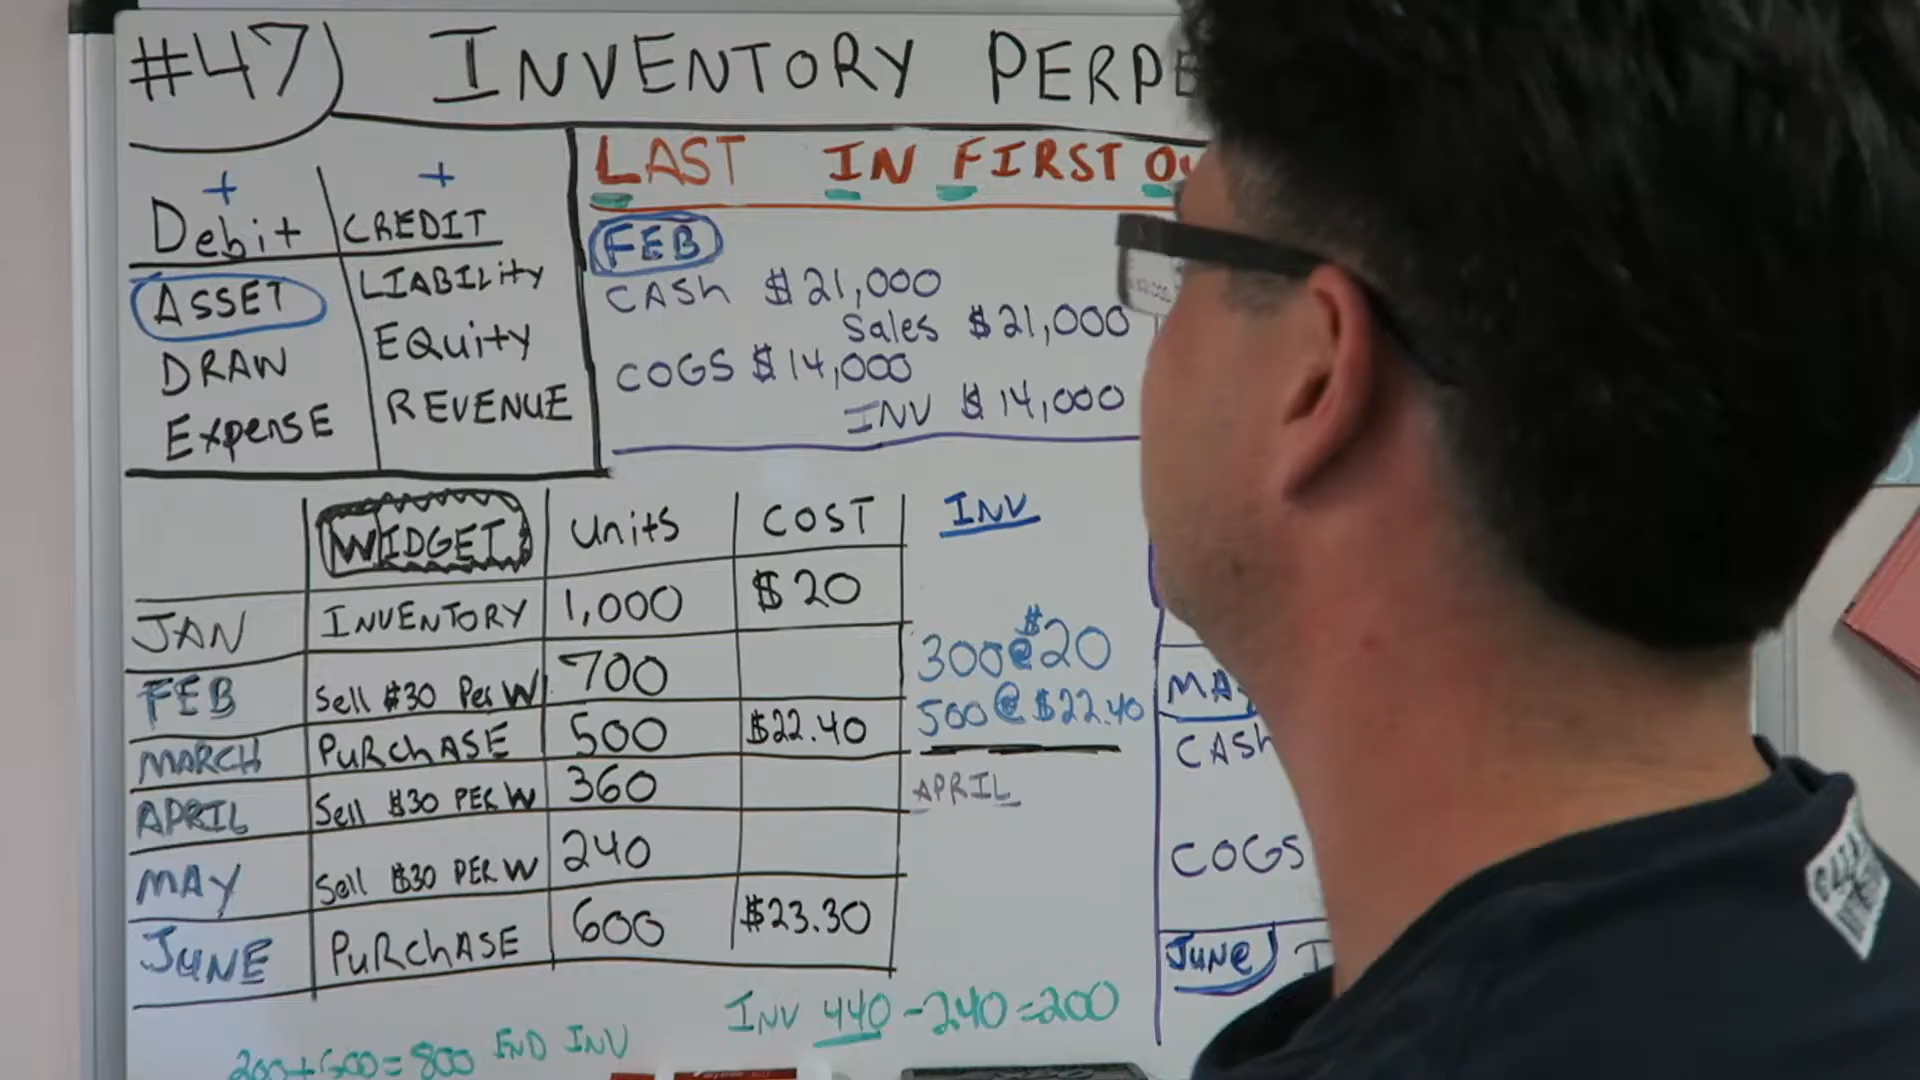 #47) INVENTORY PERPE
+ +
Debit CREDIT
ASSET LIABILITY
DRAW EQUITY
EXPENSE REVENUE
LAST IN FIRST OU
FEB
CASH $21,000
Sales $21,000
COGS $14,000
INV $14,000
WIDGET Units COST
JAN INVENTORY 1,000 $20
FEB Sell $30 Per W 700
MARCH PURCHASE 500 $22.40
APRIL Sell $30 PER W 360
MAY Sell $30 PER W 240
JUNE PURCHASE 600 $23.30
INV
300@$20
500@$22.40
APRIL
MAY
CASH
COGS
June I
INV 440-240=200
200+600=800 END INV